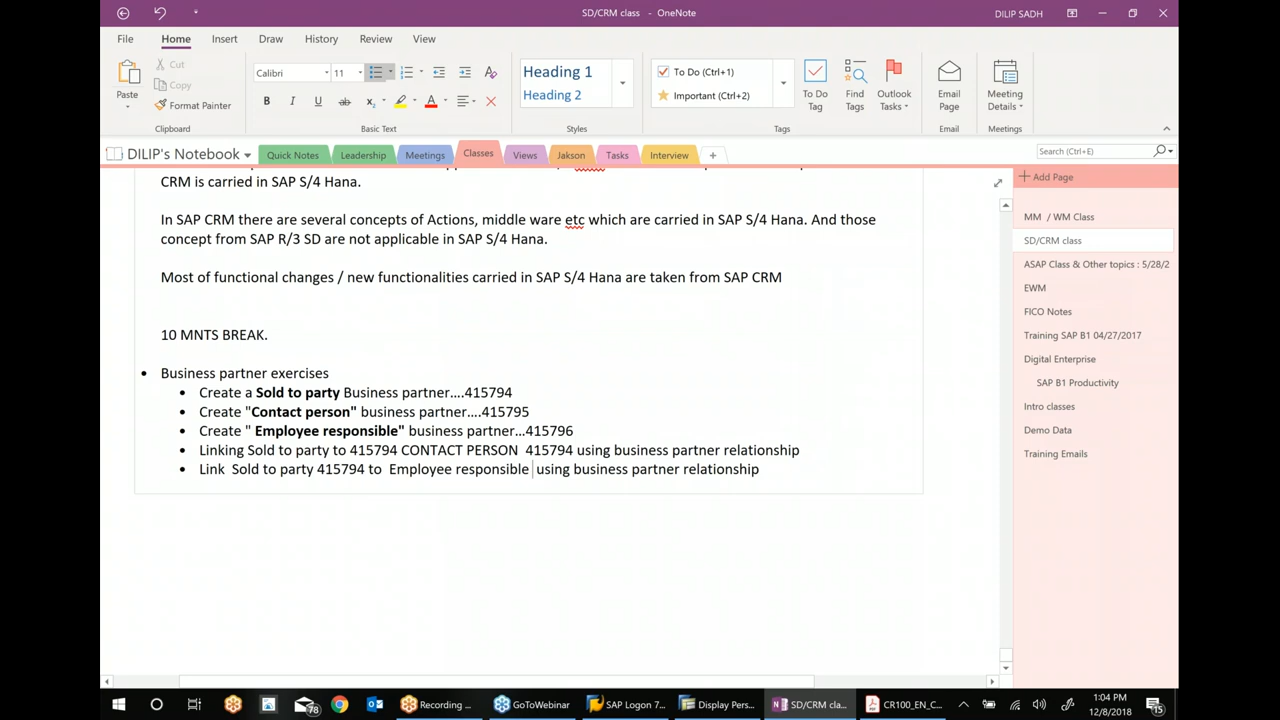 SD/CRM class - OneNote
DILIP SADH
File Home Insert Draw History Review View
Paste
Cut
Copy
Format Painter
Clipboard
Calibri 11
B I U ab x₂ A
Basic Text
Heading 1
Heading 2
Styles
To Do (Ctrl+1)
Important (Ctrl+2)
To Do Tag
Find Tags
Outlook Tasks
Tags
Email Page
Email
Meeting Details
Meetings
DILIP's Notebook Quick Notes Leadership Meetings Classes Views Jakson Tasks Interview
Search (Ctrl+E)
CRM is carried in SAP S/4 Hana.
In SAP CRM there are several concepts of Actions, middle ware etc which are carried in SAP S/4 Hana. And those
concept from SAP R/3 SD are not applicable in SAP S/4 Hana.
Most of functional changes / new functionalities carried in SAP S/4 Hana are taken from SAP CRM
10 MNTS BREAK.
• Business partner exercises
• Create a Sold to party Business partner....415794
• Create "Contact person" business partner....415795
• Create " Employee responsible" business partner...415796
• Linking Sold to party to 415794 CONTACT PERSON 415794 using business partner relationship
• Link Sold to party 415794 to Employee responsible using business partner relationship
Add Page
MM / WM Class
SD/CRM class
ASAP Class & Other topics : 5/28/2
EWM
FICO Notes
Training SAP B1 04/27/2017
Digital Enterprise
SAP B1 Productivity
Intro classes
Demo Data
Training Emails
78
Recording ...
GoToWebinar
SAP Logon 7...
Display Pers...
SD/CRM cla...
CR100_EN_C...
1:04 PM
12/8/2018
15